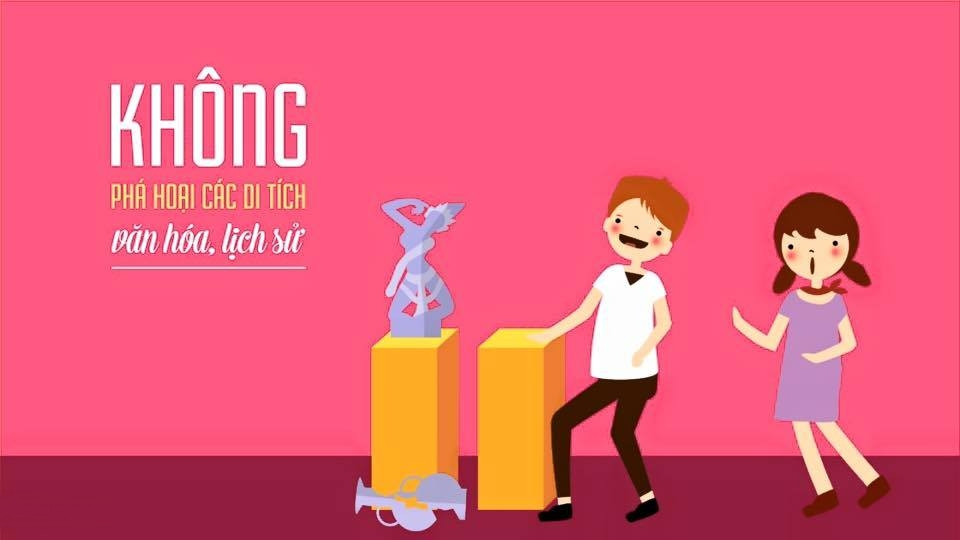 KHÔNG
PHÁ HOẠI CÁC DI TÍCH
văn hóa, lịch sử